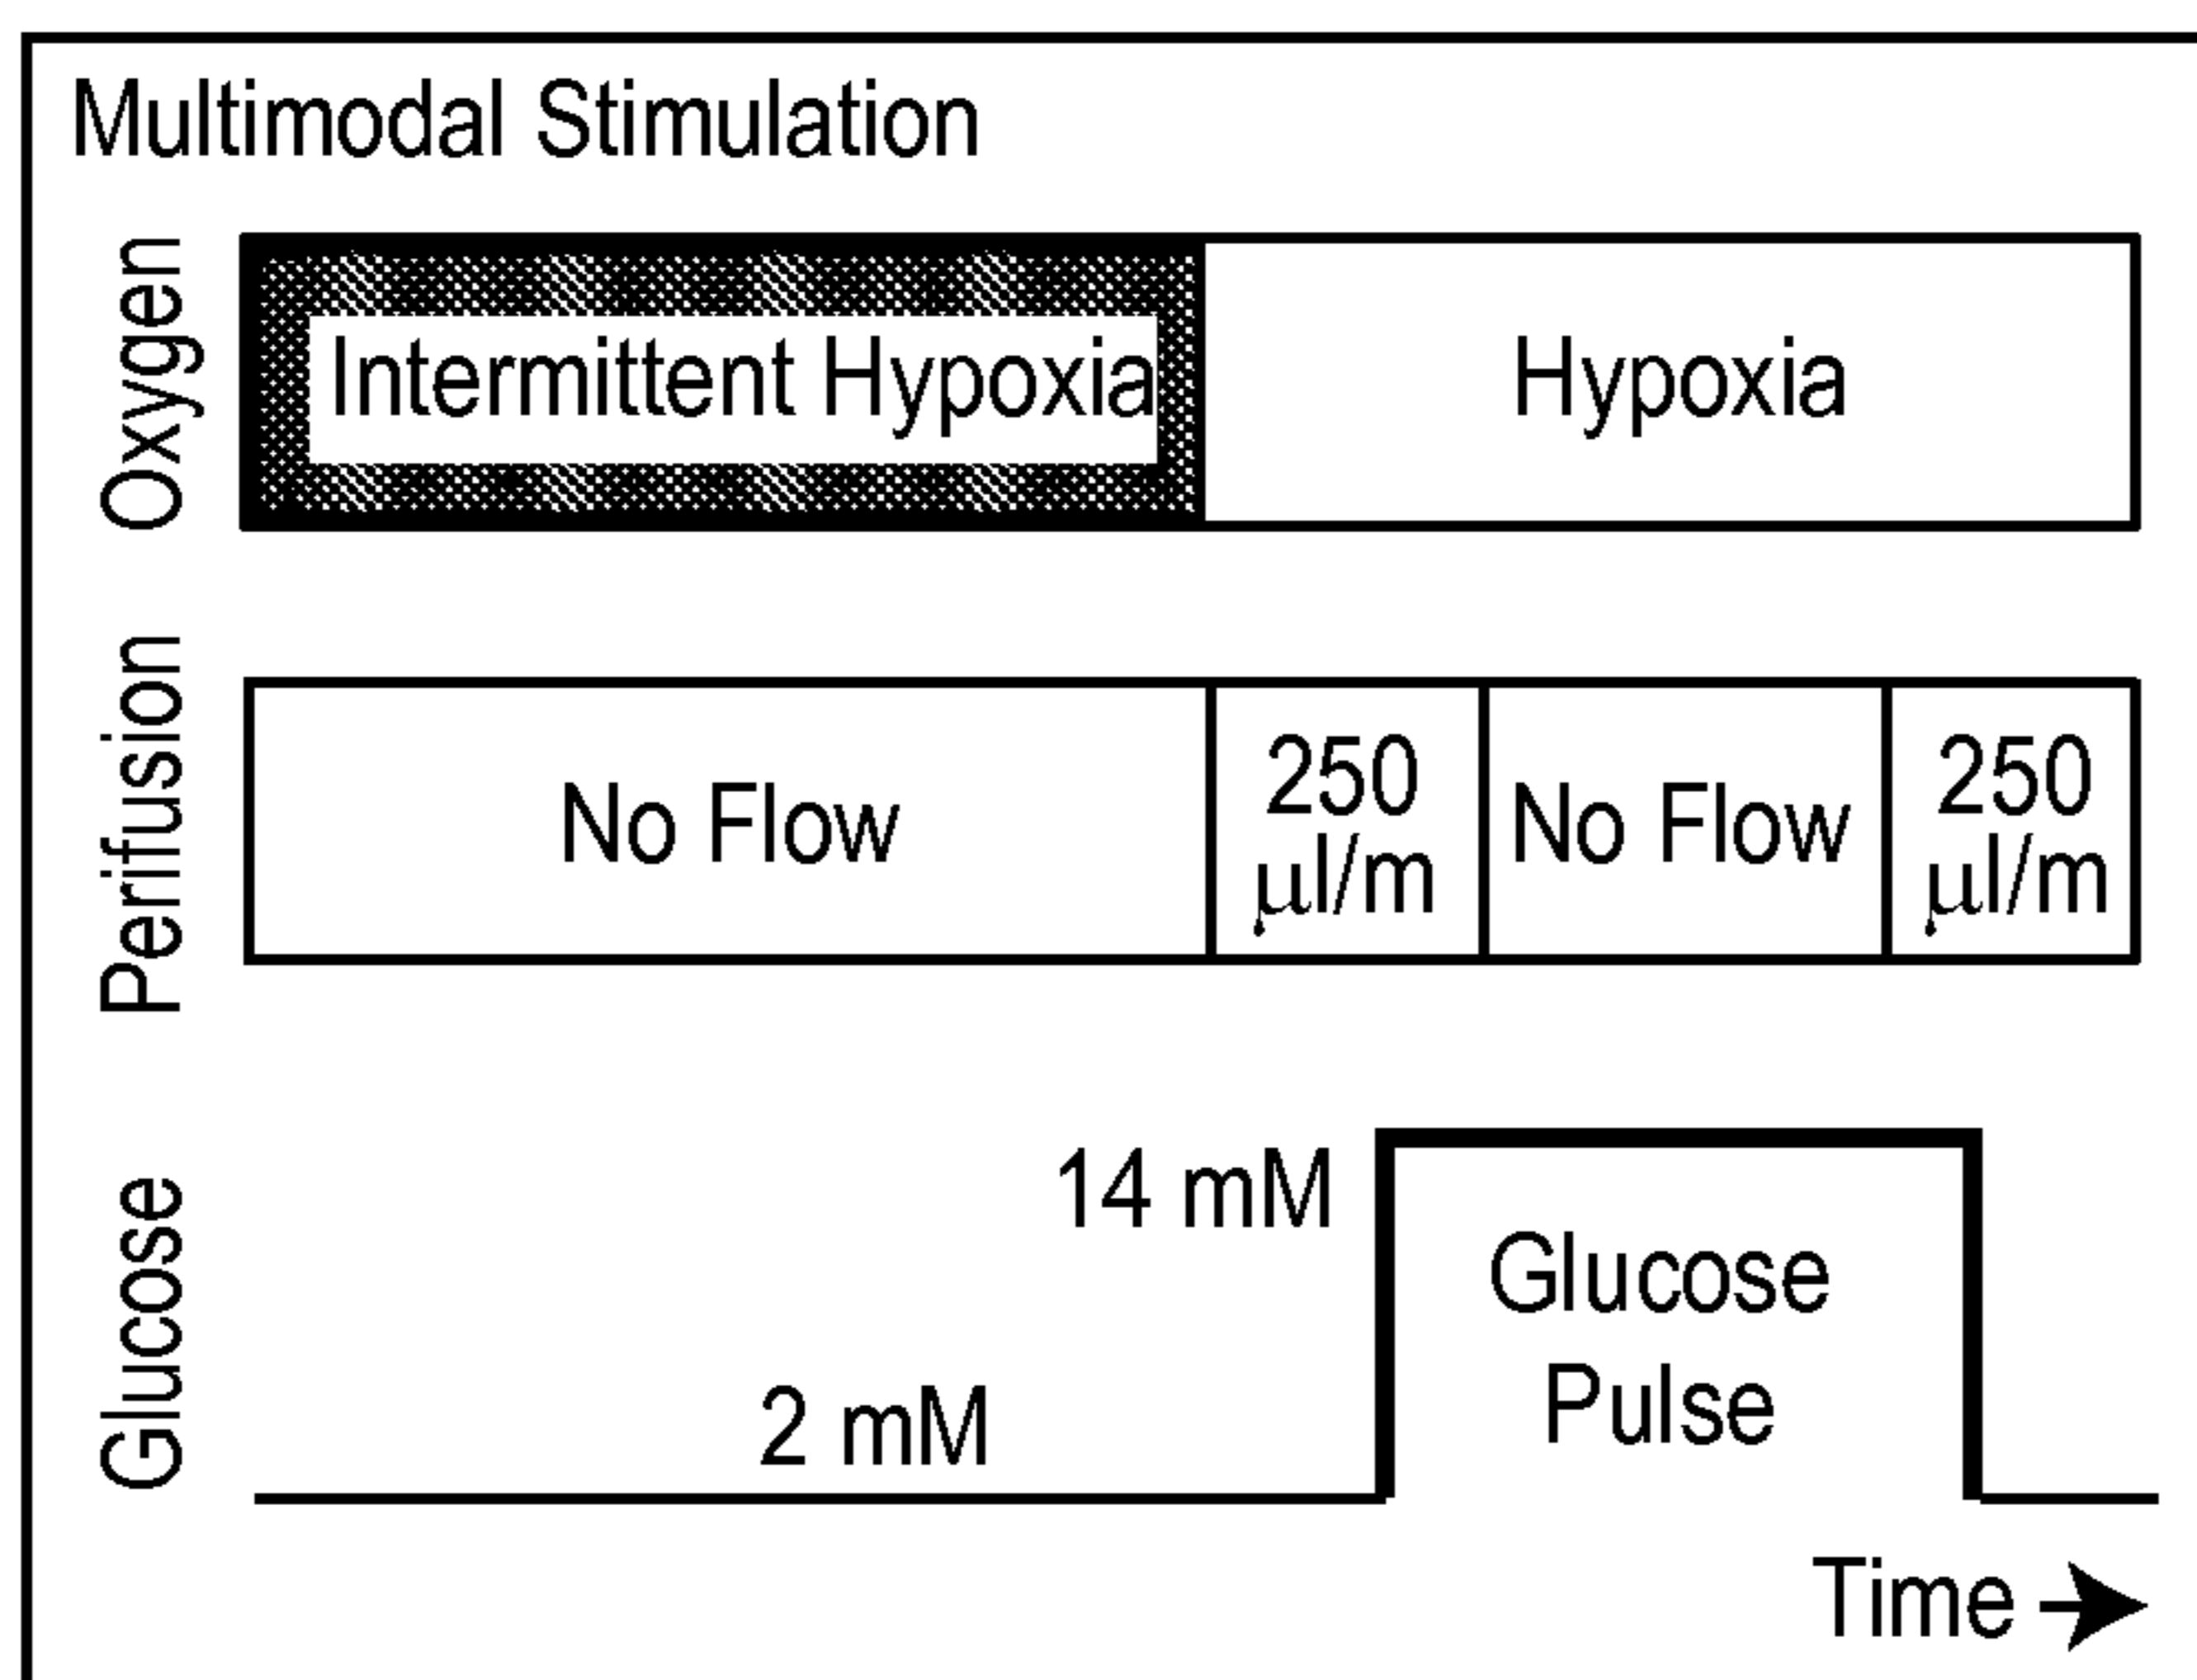 Multimodal Stimulation
Oxygen
Intermittent Hypoxia
Hypoxia
Perifusion
No Flow
250
μl/m
No Flow
250
μl/m
Glucose
14 mM
2 mM
Glucose
Pulse
Time